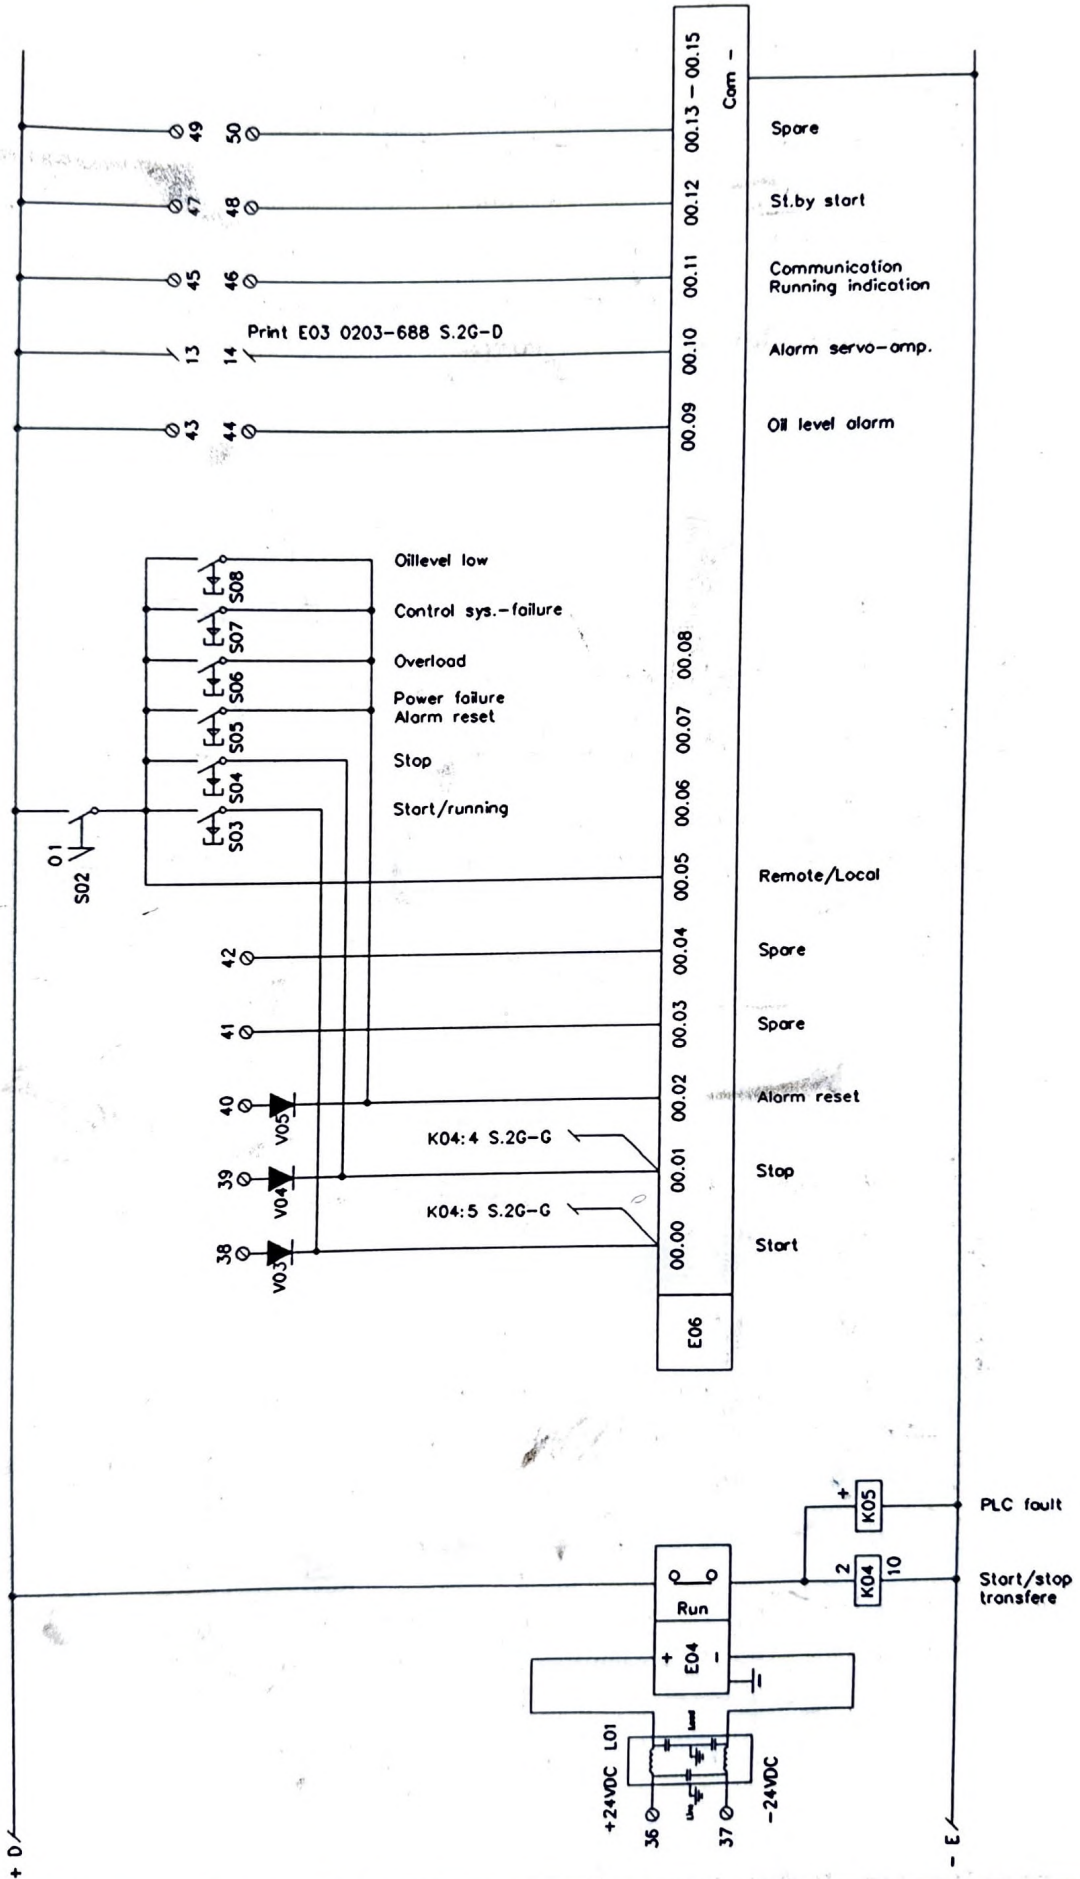 + D
- E
Com -
00.13 - 00.15
49
50
Spare
47
48
00.12
St.by start
45
46
00.11
Communication
Running indication
Print E03 0203-688 S.2G-D
13
14
00.10
Alarm servo-amp.
43
44
00.09
Oil level alarm
S08
Oillevel low
S07
Control sys.-failure
S06
Overload
S05
Power failure
Alarm reset
S04
Stop
S03
Start/running
01
S02
00.08
00.07
00.06
00.05
Remote/Local
42
00.04
Spare
41
00.03
Spare
40
V05
00.02
Alarm reset
K04:4 S.2G-G
39
V04
00.01
Stop
K04:5 S.2G-G
38
V03
00.00
Start
E06
+
K05
PLC fault
2
K04
10
Start/stop
transfere
Run
+
E04
-
+24VDC
L01
Load
Line
36
37
-24VDC